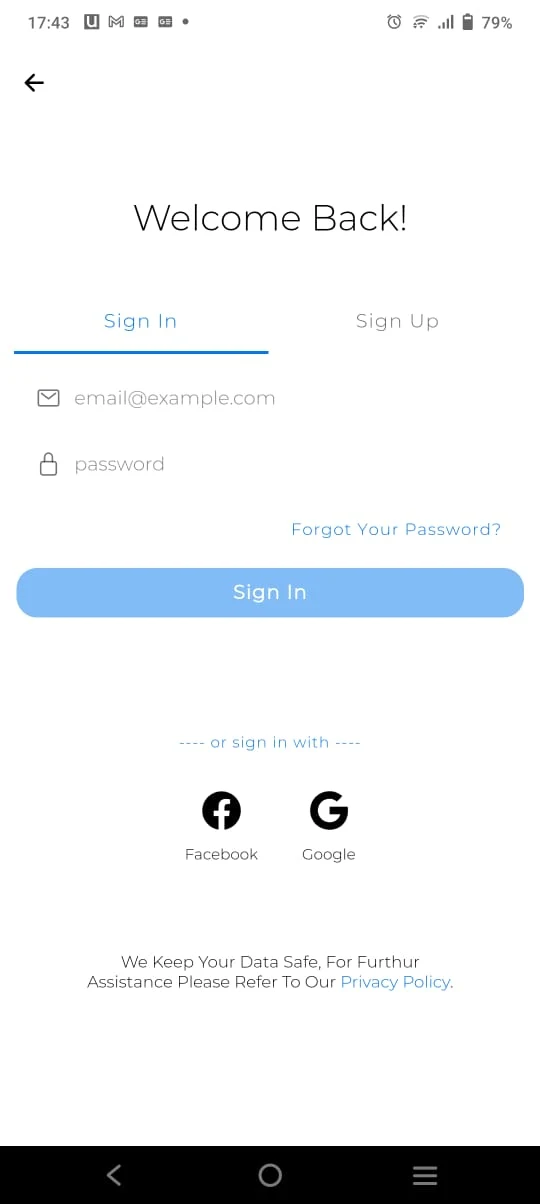 17:43
79%
Welcome Back!
Sign In
Sign Up
email@example.com
password
Forgot Your Password?
Sign In
---- or sign in with ----
Facebook
Google
We Keep Your Data Safe, For Furthur
Assistance Please Refer To Our Privacy Policy.